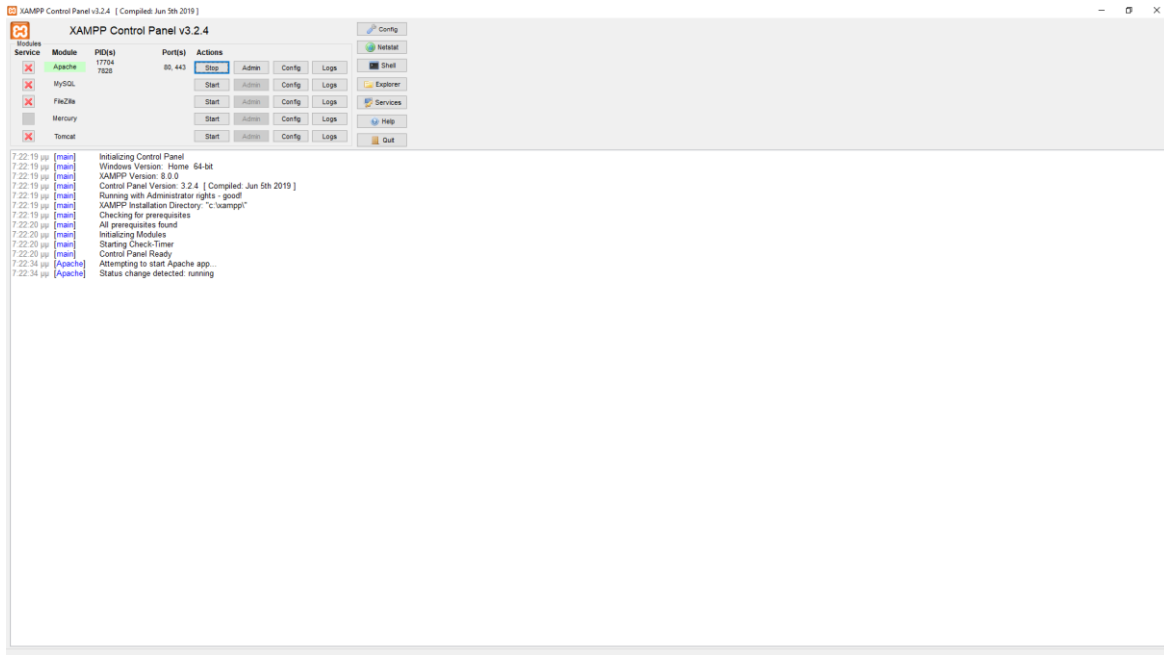 XAMPP Control Panel v3.2.4 [ Compiled: Jun 5th 2019 ]
XAMPP Control Panel v3.2.4
Config
Modules
Service Module PID(s) Port(s) Actions
Netstat
Apache 17704 7828 80, 443 Stop Admin Config Logs
Shell
MySQL Start Admin Config Logs
Explorer
FileZilla Start Admin Config Logs
Services
Mercury Start Admin Config Logs
Help
Tomcat Start Admin Config Logs
Quit
7:22:19 μμ [main] Initializing Control Panel
7:22:19 μμ [main] Windows Version: Home 64-bit
7:22:19 μμ [main] XAMPP Version: 8.0.0
7:22:19 μμ [main] Control Panel Version: 3.2.4 [ Compiled: Jun 5th 2019 ]
7:22:19 μμ [main] Running with Administrator rights - good!
7:22:19 μμ [main] XAMPP Installation Directory: "c:\xampp\"
7:22:19 μμ [main] Checking for prerequisites
7:22:20 μμ [main] All prerequisites found
7:22:20 μμ [main] Initializing Modules
7:22:20 μμ [main] Starting Check-Timer
7:22:20 μμ [main] Control Panel Ready
7:22:34 μμ [Apache] Attempting to start Apache app...
7:22:34 μμ [Apache] Status change detected: running